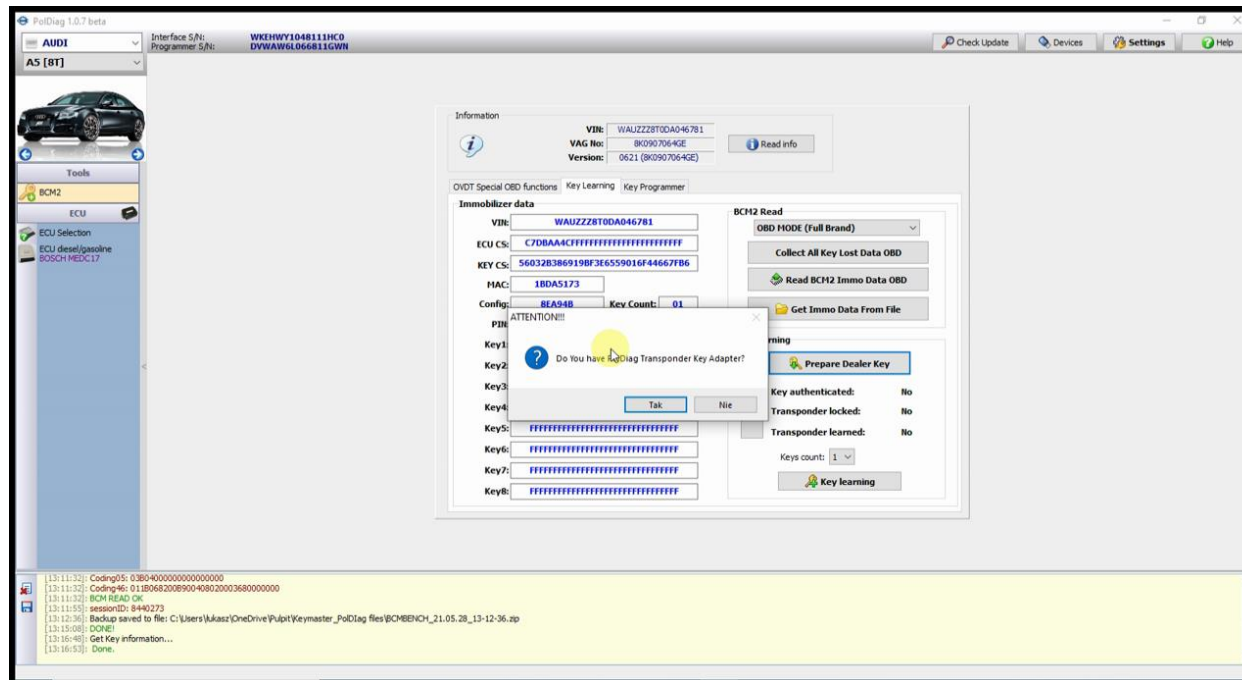 PolDiag 1.0.7 beta
AUDI
Interface S/N: WKEHWY1048111HC0
Programmer S/N: DVWAW6L066811GWN
Check Update
Devices
Settings
Help
A5 [8T]
Tools
BCM2
ECU
ECU Selection
ECU diesel/gasoline
BOSCH MEDC17
Information
VIN: WAUZZZ8T0DA046781
VAG No: 8K0907064GE
Version: 0621 (8K0907064GE)
Read info
OVDT Special OBD functions
Key Learning
Key Programmer
Immobilizer data
VIN: WAUZZZ8T0DA046781
ECU CS: C7DBAA4CFFFFFFFFFFFFFFFFFFFFFFFF
KEY CS: 56032B386919BF3E6559016F44667FB6
MAC: 1BDA5173
Config: 8EA94B Key Count: 01
PIN
Key1
Key2
Key3
Key4
Key5: FFFFFFFFFFFFFFFFFFFFFFFFFFFFFFFF
Key6: FFFFFFFFFFFFFFFFFFFFFFFFFFFFFFFF
Key7: FFFFFFFFFFFFFFFFFFFFFFFFFFFFFFFF
Key8: FFFFFFFFFFFFFFFFFFFFFFFFFFFFFFFF
BCM2 Read
OBD MODE (Full Brand)
Collect All Key Lost Data OBD
Read BCM2 Immo Data OBD
Get Immo Data From File
rning
Prepare Dealer Key
Key authenticated: No
Transponder locked: No
Transponder learned: No
Keys count: 1
Key learning
ATTENTION!!!
Do You have Diag Transponder Key Adapter?
Tak
Nie
[13:11:32]: Coding05: 03B04000000000000000
[13:11:32]: Coding46: 011B068200B9004080200036800000000
[13:11:32]: BCM READ OK
[13:11:55]: sessionID: 8440273
[13:12:36]: Backup saved to file: C:\Users\lukasz\OneDrive\Pulpit\Keymaster_PolDIag files\BCMBENCH_21.05.28_13-12-36.zip
[13:15:08]: DONE!
[13:16:48]: Get Key information...
[13:16:53]: Done.